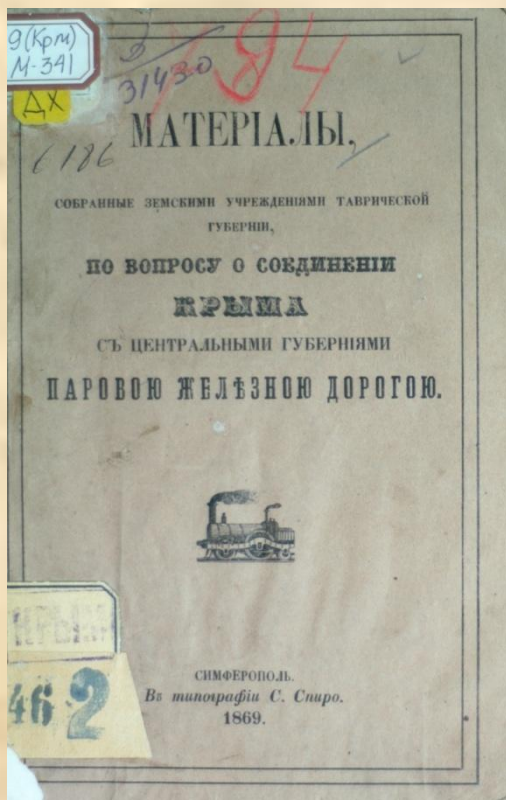 9(Крм)
М-341
ДХ
31430
794
6186
МАТЕРІАЛЫ,
СОБРАННЫЕ ЗЕМСКИМИ УЧРЕЖДЕНІЯМИ ТАВРИЧЕСКОЙ
ГУБЕРНІИ,
ПО ВОПРОСУ О СОЕДИНЕНІИ
КРЫМА
СЪ ЦЕНТРАЛЬНЫМИ ГУБЕРНІЯМИ
ПАРОВОЮ ЖЕЛѢЗНОЮ ДОРОГОЮ.
СИМФЕРОПОЛЬ.
Въ типографіи С. Спиро.
1869.
46 2